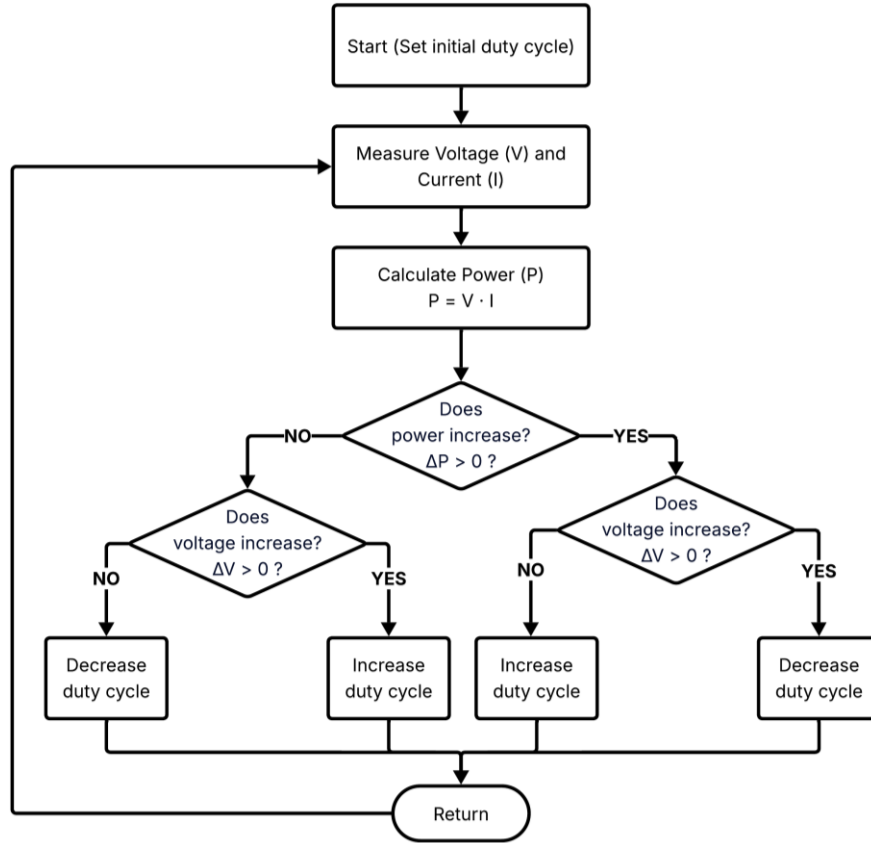 Start (Set initial duty cycle)
Measure Voltage (V) and
Current (I)
Calculate Power (P)
P = V · I
Does
power increase?
ΔP > 0 ?
NO
YES
Does
voltage increase?
ΔV > 0 ?
NO
YES
Does
voltage increase?
ΔV > 0 ?
NO
YES
Decrease
duty cycle
Increase
duty cycle
Increase
duty cycle
Decrease
duty cycle
Return